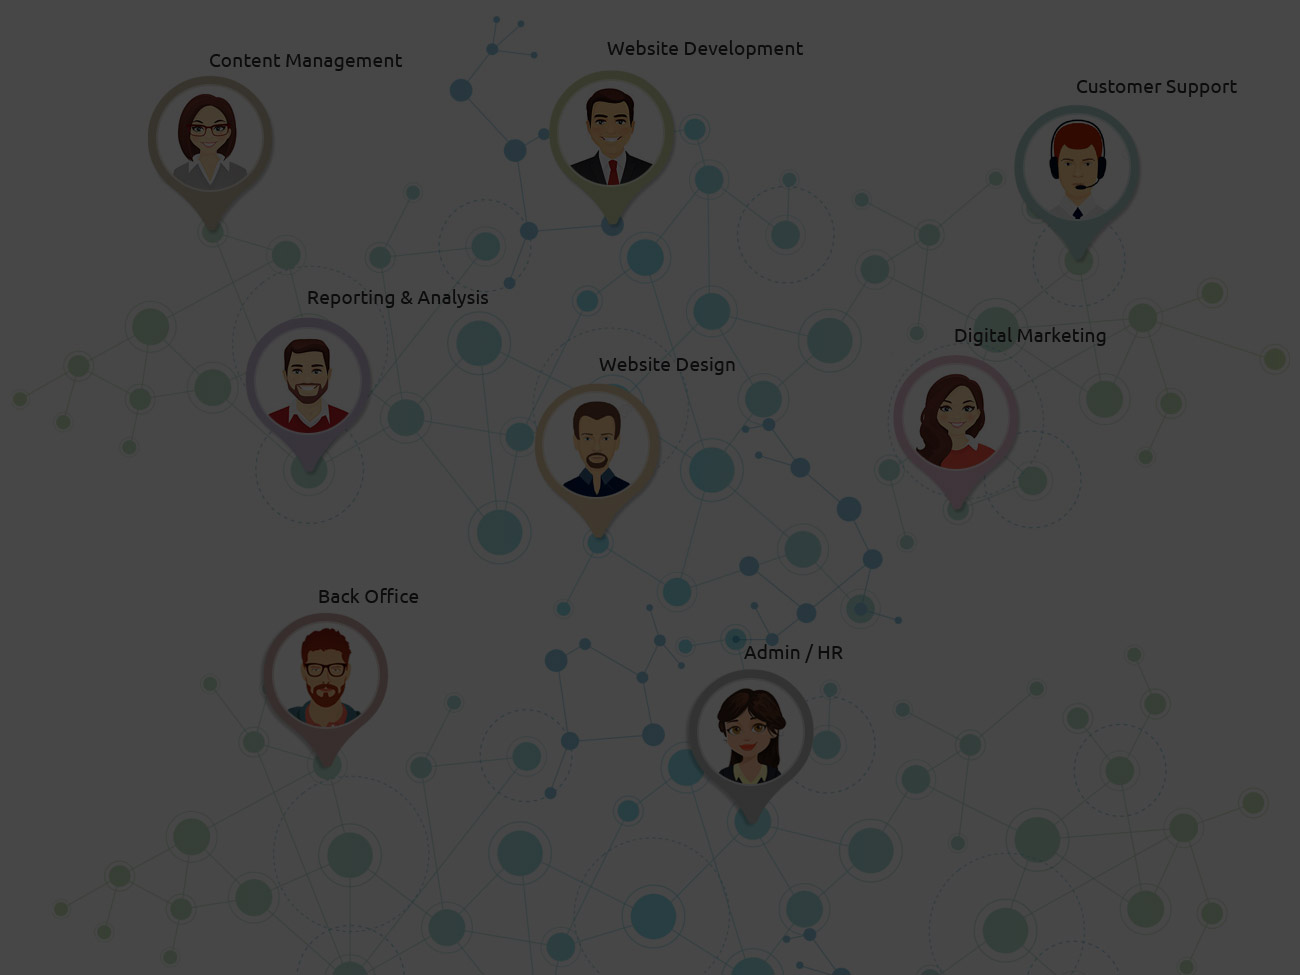 Content Management
Website Development
Customer Support
Reporting & Analysis
Website Design
Digital Marketing
Back Office
Admin / HR